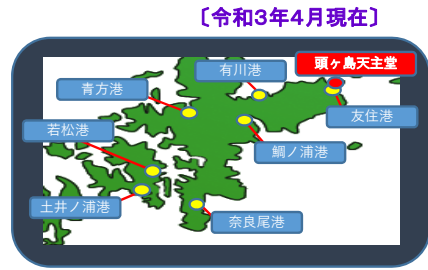 〔令和３年４月現在〕
有川港
頭ヶ島天主堂
青方港
友住港
若松港
鯛ノ浦港
土井ノ浦港
奈良尾港